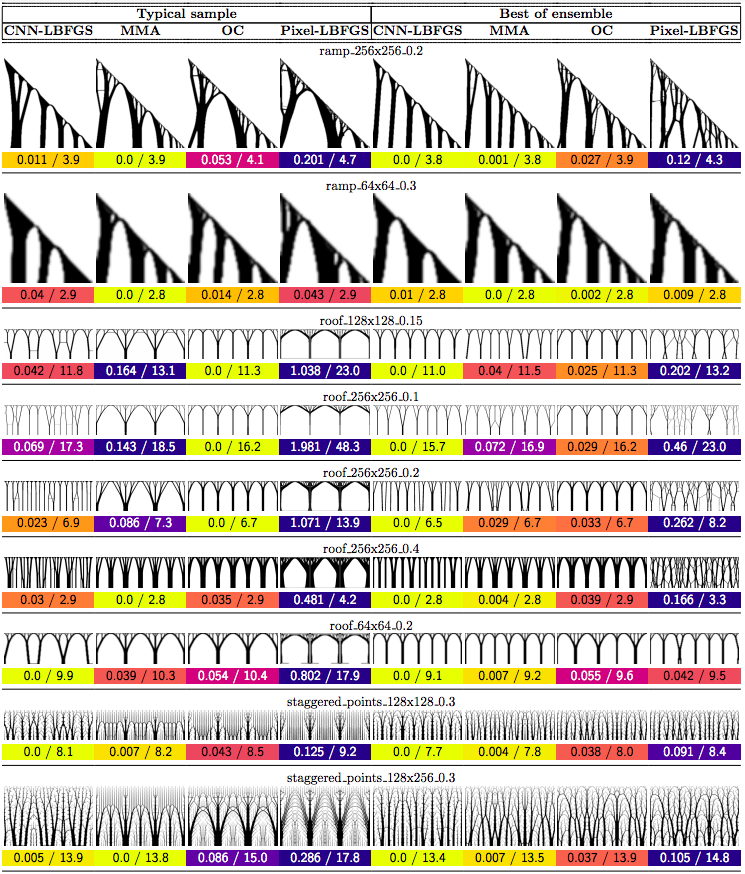 Typical sample Best of ensemble
CNN-LBFGS MMA OC Pixel-LBFGS CNN-LBFGS MMA OC Pixel-LBFGS
ramp_256x256_0.2
0.011 / 3.9 0.0 / 3.9 0.053 / 4.1 0.201 / 4.7 0.0 / 3.8 0.001 / 3.8 0.027 / 3.9 0.12 / 4.3
ramp_64x64_0.3
0.04 / 2.9 0.0 / 2.8 0.014 / 2.8 0.043 / 2.9 0.01 / 2.8 0.0 / 2.8 0.002 / 2.8 0.009 / 2.8
roof_128x128_0.15
0.042 / 11.8 0.164 / 13.1 0.0 / 11.3 1.038 / 23.0 0.0 / 11.0 0.04 / 11.5 0.025 / 11.3 0.202 / 13.2
roof_256x256_0.1
0.069 / 17.3 0.143 / 18.5 0.0 / 16.2 1.981 / 48.3 0.0 / 15.7 0.072 / 16.9 0.029 / 16.2 0.46 / 23.0
roof_256x256_0.2
0.023 / 6.9 0.086 / 7.3 0.0 / 6.7 1.071 / 13.9 0.0 / 6.5 0.029 / 6.7 0.033 / 6.7 0.262 / 8.2
roof_256x256_0.4
0.03 / 2.9 0.0 / 2.8 0.035 / 2.9 0.481 / 4.2 0.0 / 2.8 0.004 / 2.8 0.039 / 2.9 0.166 / 3.3
roof_64x64_0.2
0.0 / 9.9 0.039 / 10.3 0.054 / 10.4 0.802 / 17.9 0.0 / 9.1 0.007 / 9.2 0.055 / 9.6 0.042 / 9.5
staggered_points_128x128_0.3
0.0 / 8.1 0.007 / 8.2 0.043 / 8.5 0.125 / 9.2 0.0 / 7.7 0.004 / 7.8 0.038 / 8.0 0.091 / 8.4
staggered_points_128x256_0.3
0.005 / 13.9 0.0 / 13.8 0.086 / 15.0 0.286 / 17.8 0.0 / 13.4 0.007 / 13.5 0.037 / 13.9 0.105 / 14.8